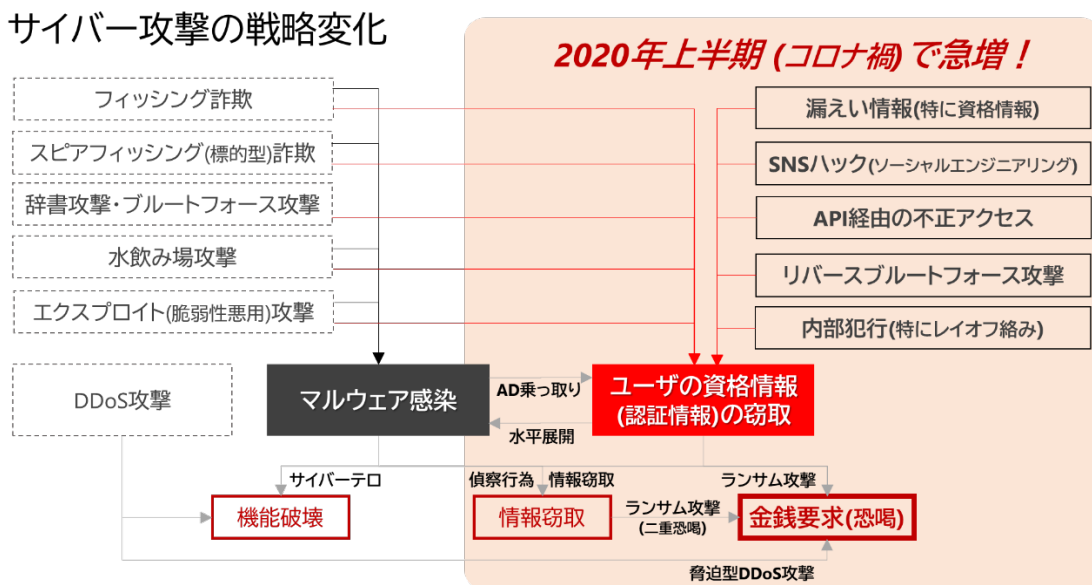 サイバー攻撃の戦略変化
2020年上半期 (コロナ禍) で急増！
フィッシング詐欺
スピアフィッシング(標的型)詐欺
辞書攻撃・ブルートフォース攻撃
水飲み場攻撃
エクスプロイト(脆弱性悪用)攻撃
漏えい情報(特に資格情報)
SNSハック(ソーシャルエンジニアリング)
API経由の不正アクセス
リバースブルートフォース攻撃
内部犯行(特にレイオフ絡み)
DDoS攻撃
マルウェア感染
AD乗っ取り
水平展開
ユーザの資格情報
(認証情報)の窃取
サイバーテロ
偵察行為
情報窃取
ランサム攻撃
機能破壊
情報窃取
ランサム攻撃
(二重恐喝)
金銭要求(恐喝)
脅迫型DDoS攻撃